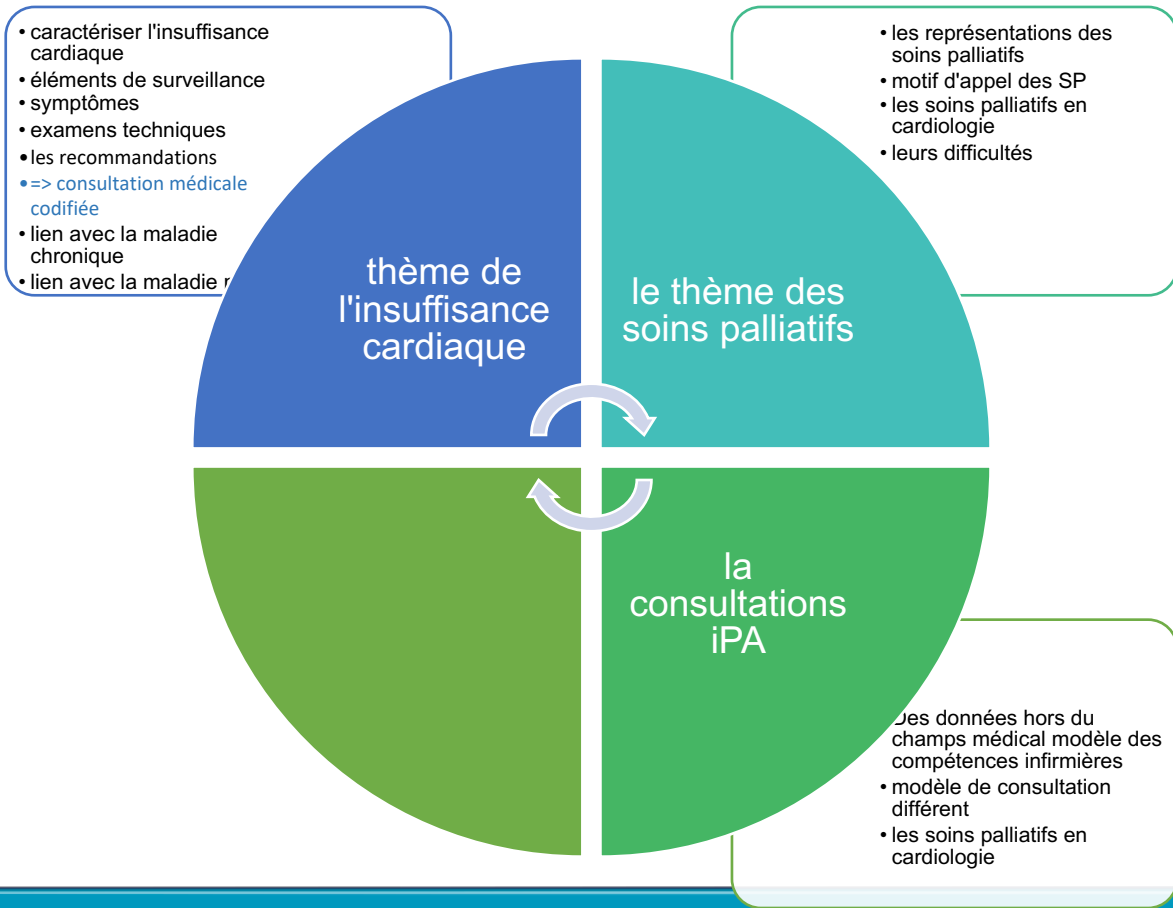 • caractériser l'insuffisance
cardiaque
• éléments de surveillance
• symptômes
• examens techniques
• les recommandations
• => consultation médicale
codifiée
• lien avec la maladie
chronique
• lien avec la maladie
• les représentations des
soins palliatifs
• motif d'appel des SP
• les soins palliatifs en
cardiologie
• leurs difficultés
thème de
l'insuffisance
cardiaque
le thème des
soins palliatifs
la
consultations
iPA
Des données hors du
champs médical modèle des
compétences infirmières
• modèle de consultation
différent
• les soins palliatifs en
cardiologie